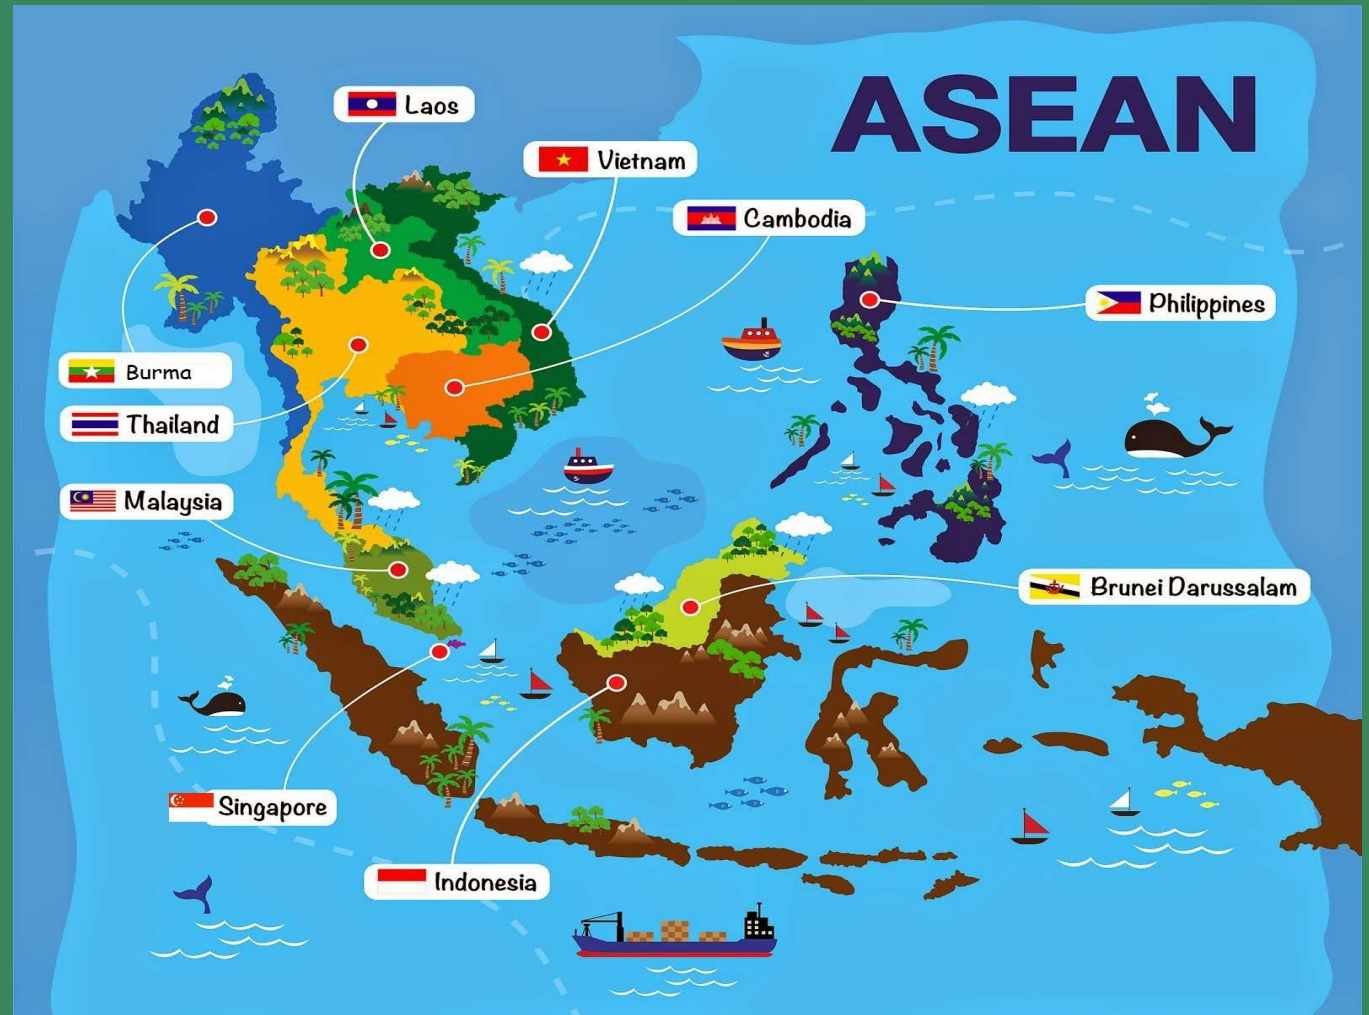 ASEAN
Laos
Vietnam
Cambodia
Philippines
Burma
Thailand
Malaysia
Brunei Darussalam
Singapore
Indonesia